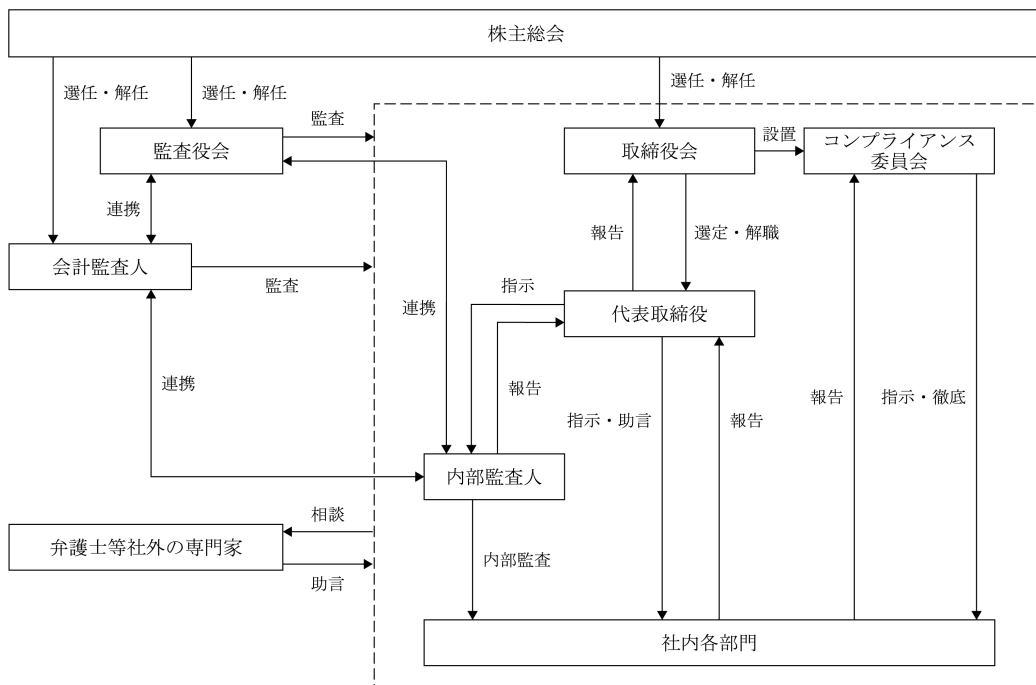 株主総会
選任・解任
選任・解任
選任・解任
監査
監査役会
取締役会
設置
コンプライアンス
委員会
連携
報告
選定・解職
会計監査人
監査
連携
指示
代表取締役
連携
報告
指示・助言
報告
報告
指示・徹底
内部監査人
相談
弁護士等社外の専門家
助言
内部監査
社内各部門